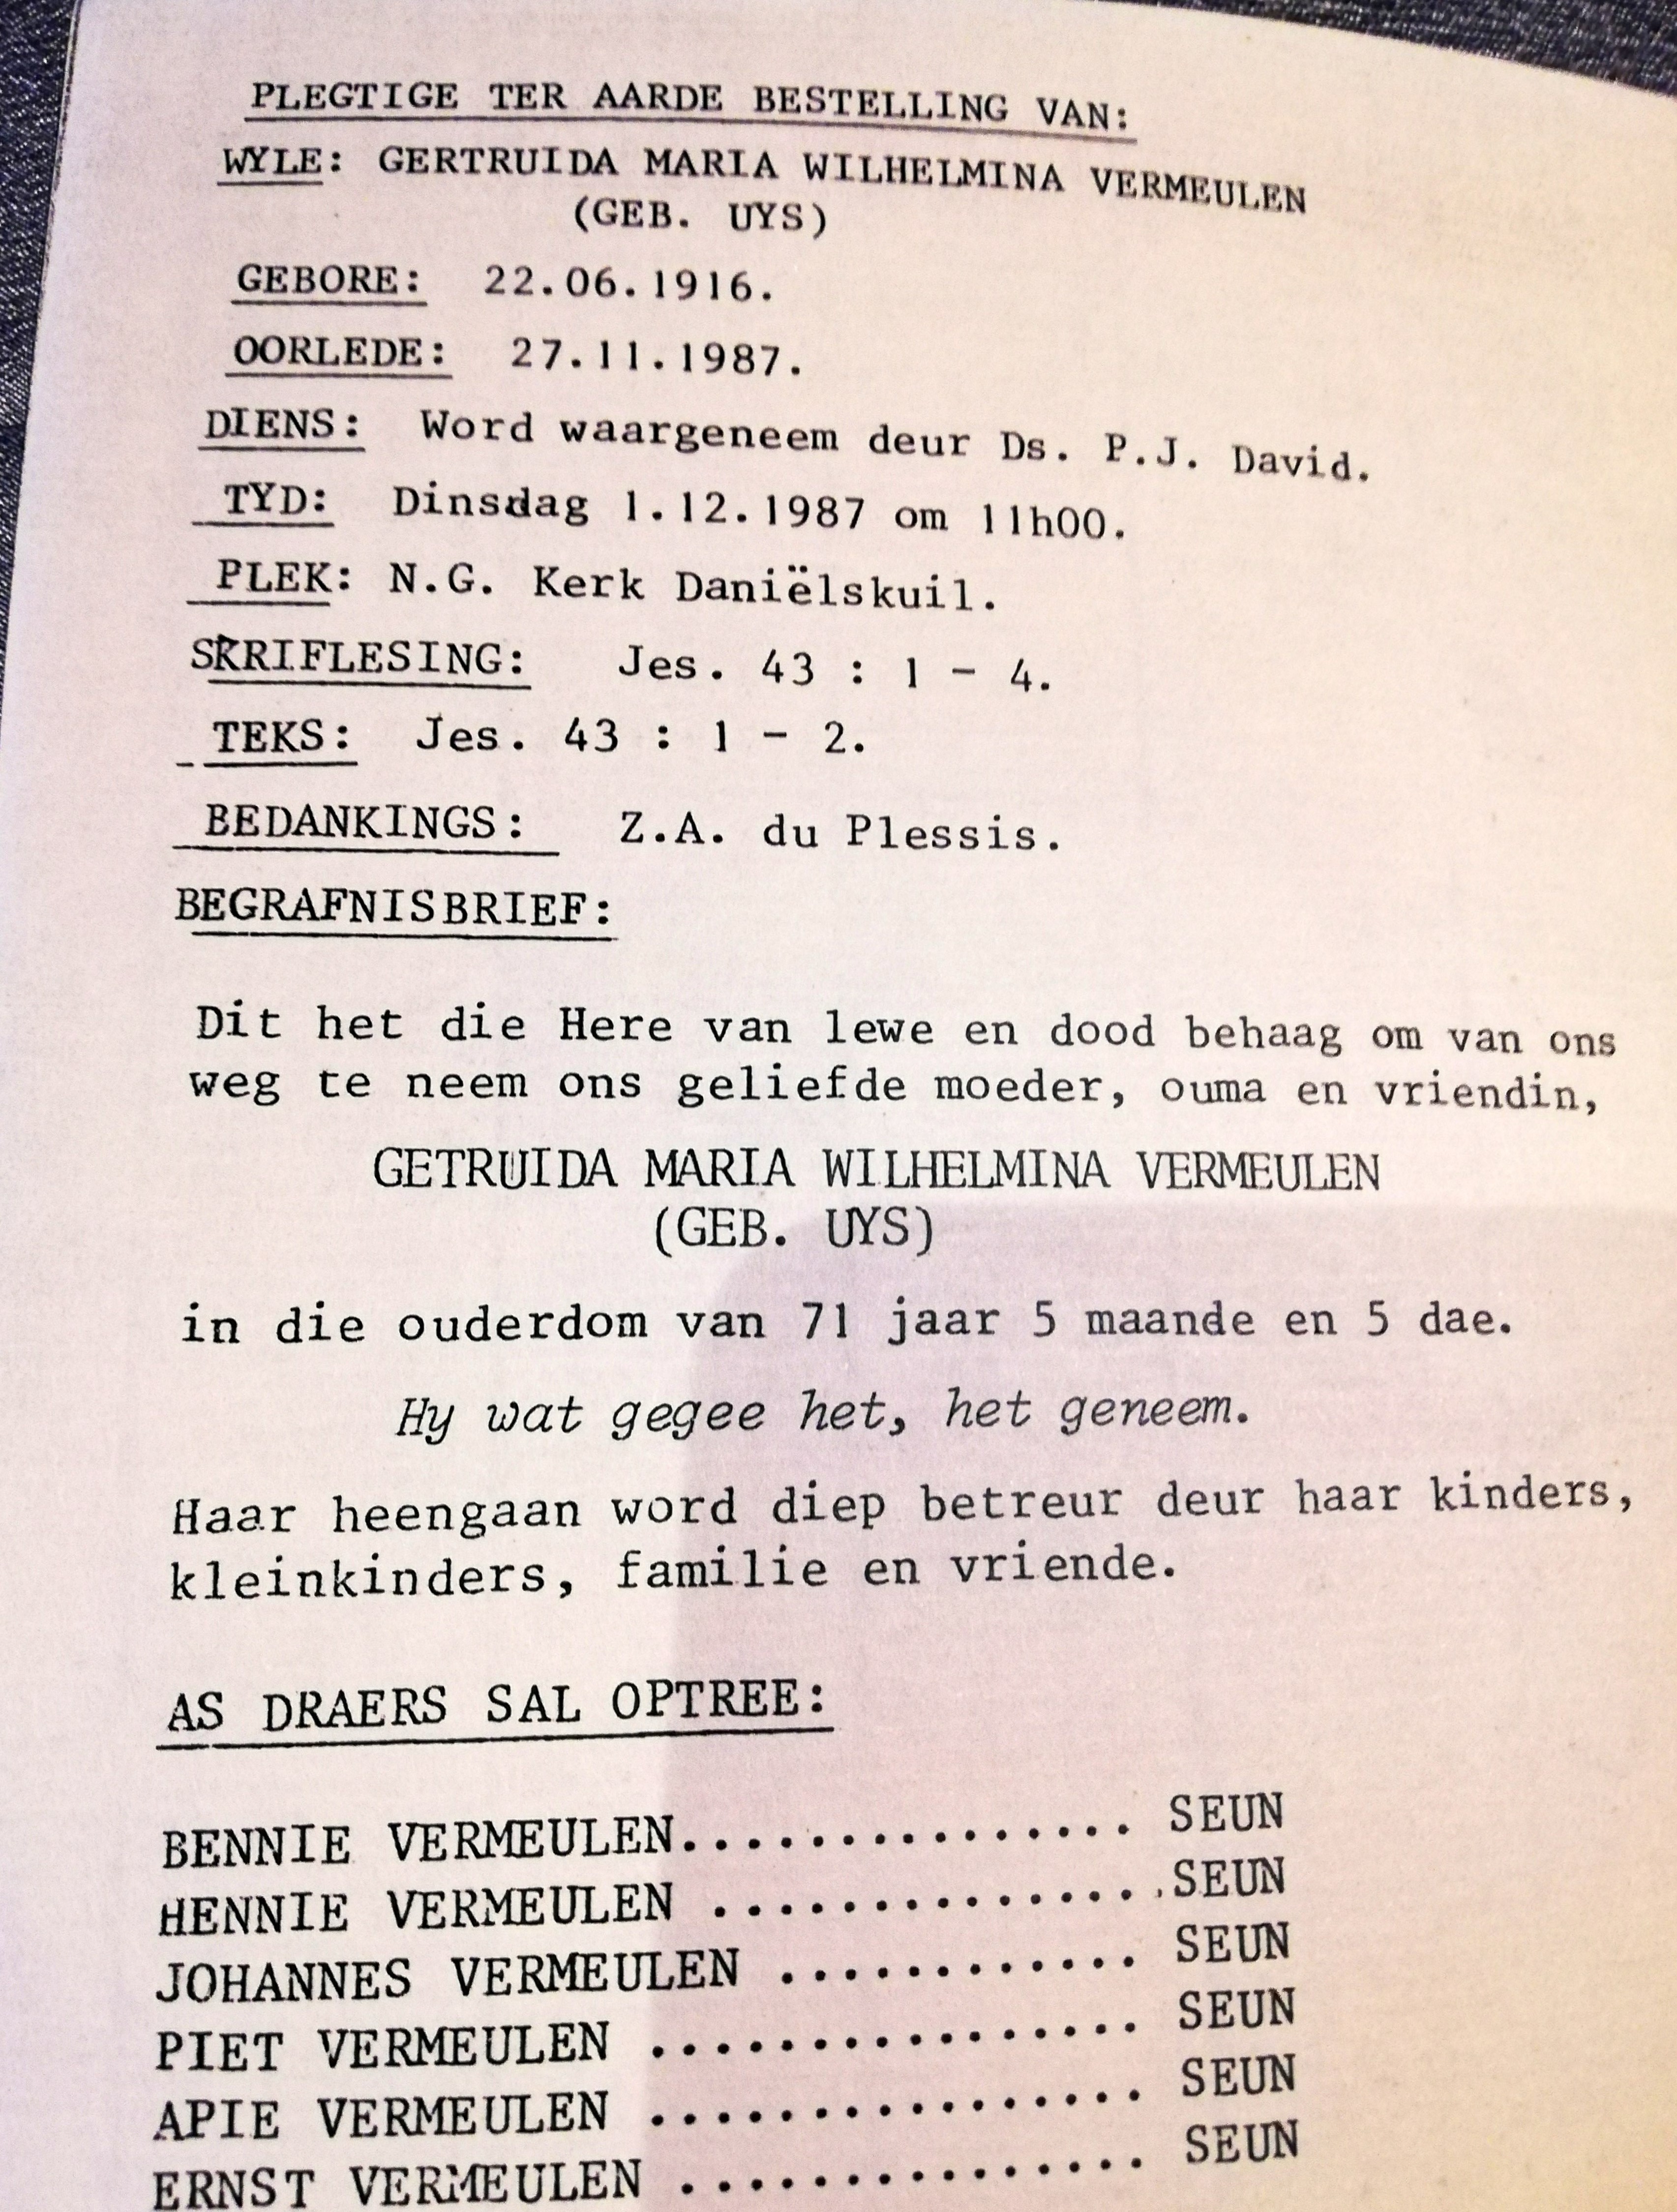 PLEGTIGE TER AARDE BESTELLING VAN:
WYLE: GERTRUIDA MARIA WILHELMINA VERMEULEN
(GEB. UYS)
GEBORE: 22.06.1916.
OORLEDE: 27.11.1987.
DIENS: Word waargeneem deur Ds. P.J. David.
TYD: Dinsdag 1.12.1987 om 11h00.
PLEK: N.G. Kerk Daniëlskuil.
SKRIFLESING: Jes. 43 : 1 - 4.
TEKS: Jes. 43 : 1 - 2.
BEDANKINGS: Z.A. du Plessis.
BEGRAFNISBRIEF:
Dit het die Here van lewe en dood behaag om van ons
weg te neem ons geliefde moeder, ouma en vriendin,
GETRUIDA MARIA WILHELMINA VERMEULEN
(GEB. UYS)
in die ouderdom van 71 jaar 5 maande en 5 dae.
Hy wat gegee het, het geneem.
Haar heengaan word diep betreur deur haar kinders,
kleinkinders, familie en vriende.
AS DRAERS SAL OPTREE:
BENNIE VERMEULEN............... SEUN
HENNIE VERMEULEN ...............SEUN
JOHANNES VERMEULEN ............ SEUN
PIET VERMEULEN ................ SEUN
APIE VERMEULEN ................ SEUN
ERNST VERMEULEN ............... SEUN